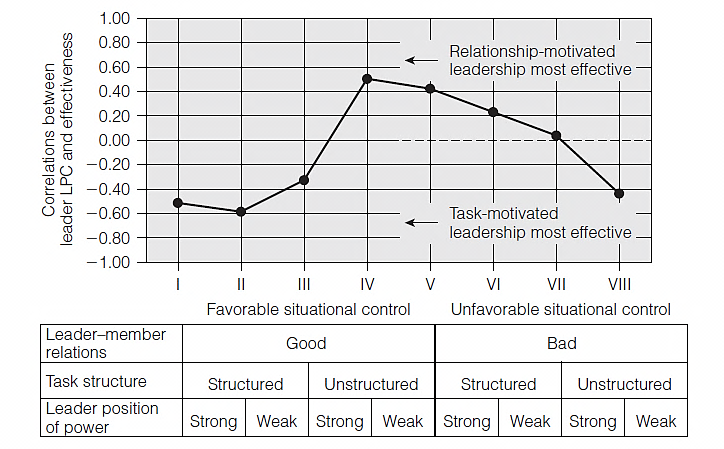 1.00
0.80
0.60
0.40
0.20
0.00
−0.20
−0.40
−0.60
−0.80
−1.00
Correlations between
leader LPC and effectiveness
Relationship-motivated
leadership most effective
Task-motivated
leadership most effective
I II III IV V VI VII VIII
Favorable situational control Unfavorable situational control
Leader–member
relations
Good Bad
Task structure Structured Unstructured Structured Unstructured
Leader position
of power
Strong Weak Strong Weak Strong Weak Strong Weak